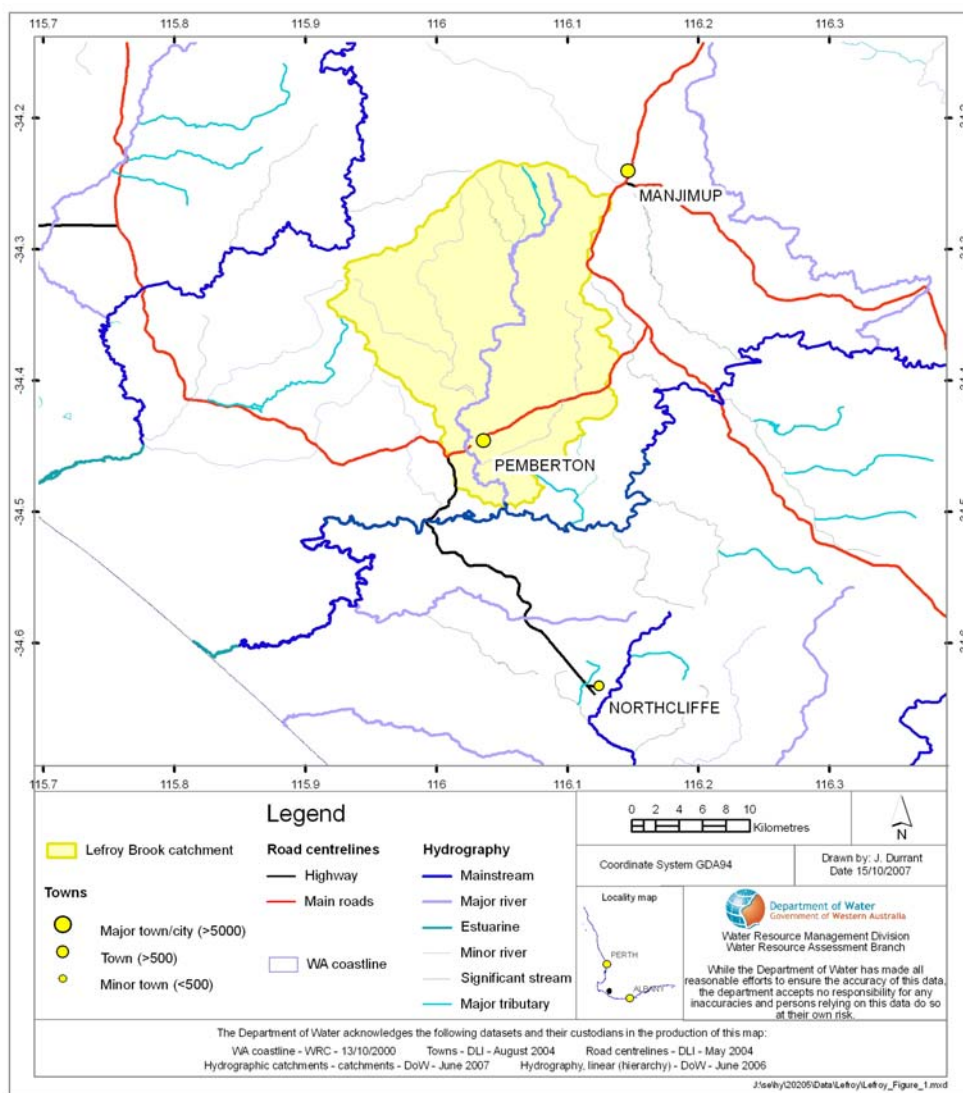 115.7 115.8 115.9 116 116.1 116.2 116.3
-34.2 -34.2
MANJIMUP
-34.3 -34.3
-34.4 -34.4
PEMBERTON
-34.5 -34.5
-34.6 -34.6
NORTHCLIFFE
115.7 115.8 115.9 116 116.1 116.2 116.3
Legend
Lefroy Brook catchment
Towns
Major town/city (>5000)
Town (>500)
Minor town (<500)
Road centrelines
Highway
Main roads
WA coastline
Hydrography
Mainstream
Major river
Estuarine
Minor river
Significant stream
Major tributary
0 2 4 6 8 10
Kilometres
N
Coordinate System GDA94
Drawn by: J. Durrant
Date 15/10/2007
Locality map
PERTH
ALBANY
Department of Water
Government of Western Australia
Water Resource Management Division
Water Resource Assessment Branch
While the Department of Water has made all
reasonable efforts to ensure the accuracy of this data,
the department accepts no responsibility for any
inaccuracies and persons relying on this data do so
at their own risk.
The Department of Water acknowledges the following datasets and their custodians in the production of this map:
WA coastline - WRC - 13/10/2000 Towns - DLI - August 2004 Road centrelines - DLI - May 2004
Hydrographic catchments - catchments - DoW - June 2007 Hydrography, linear (hierarchy) - DoW - June 2006
J:\se\hy\20205\Data\Lefroy\Lefroy_Figure_1.mxd